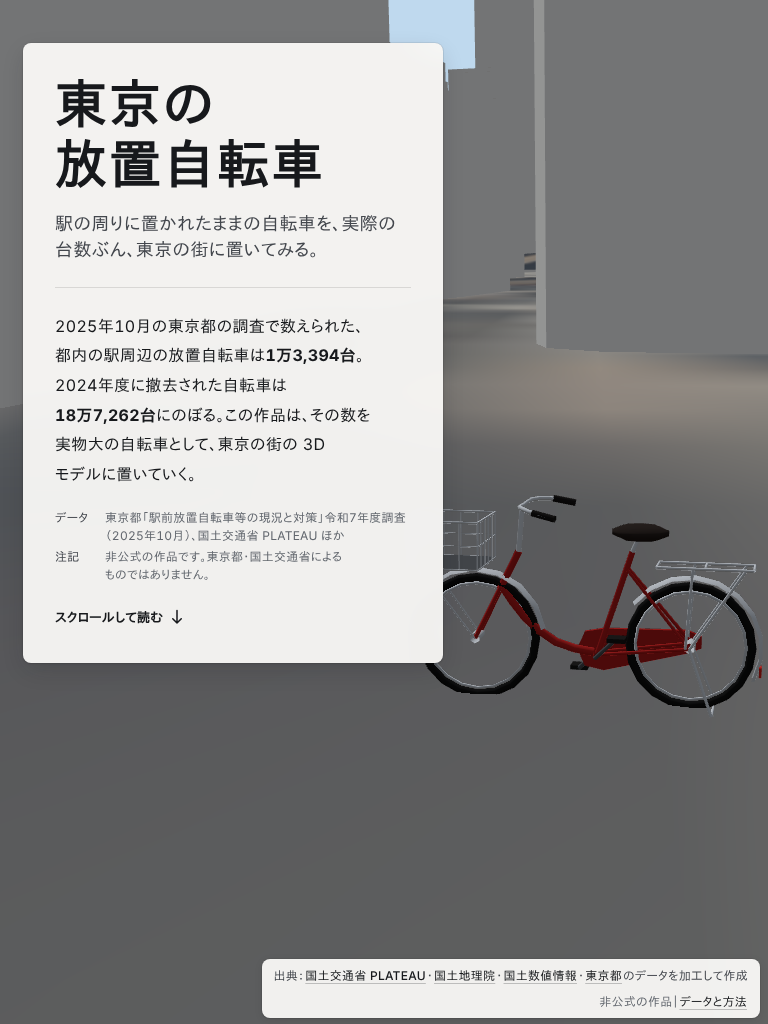 東京の
放置自転車
駅の周りに置かれたままの自転車を、実際の
台数ぶん、東京の街に置いてみる。
2025年10月の東京都の調査で数えられた、
都内の駅周辺の放置自転車は1万3,394台。
2024年度に撤去された自転車は
18万7,262台にのぼる。この作品は、その数を
実物大の自転車として、東京の街の 3D
モデルに置いていく。
データ 東京都「駅前放置自転車等の現況と対策」令和7年度調査
（2025年10月）、国土交通省 PLATEAU ほか
注記 非公式の作品です。東京都・国土交通省による
ものではありません。
スクロールして読む ↓
出典: 国土交通省 PLATEAU · 国土地理院 · 国土数値情報 · 東京都のデータを加工して作成
非公式の作品 | データと方法